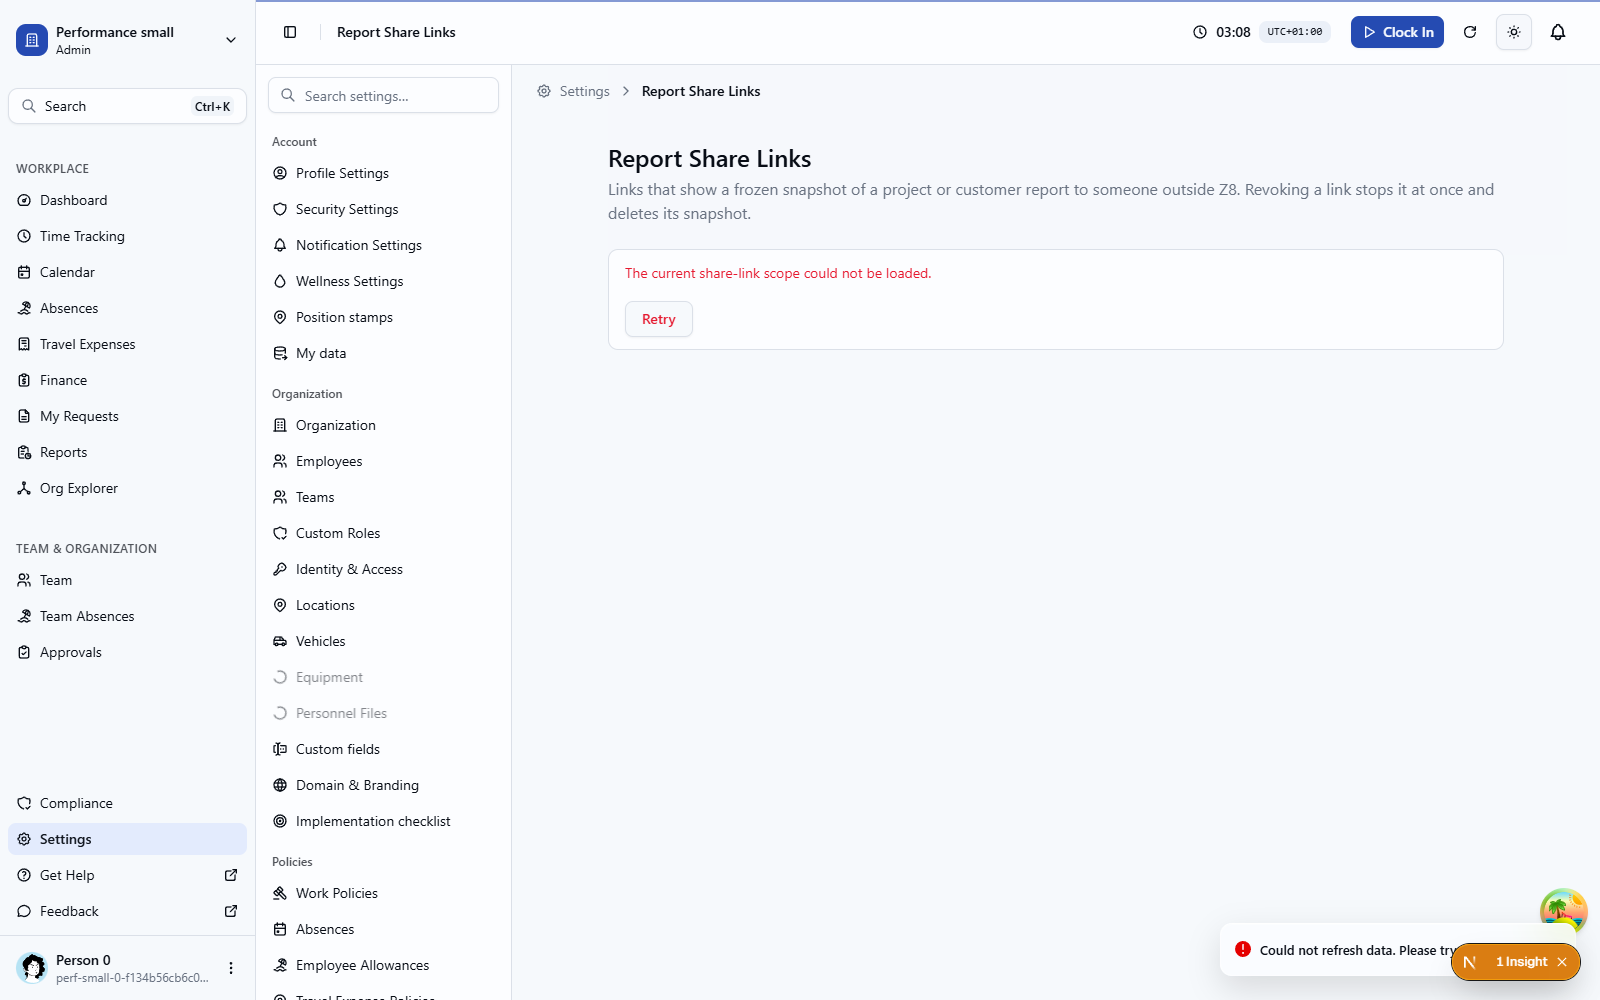 Performance small
Admin
Search
Ctrl+K
WORKPLACE
Dashboard
Time Tracking
Calendar
Absences
Travel Expenses
Finance
My Requests
Reports
Org Explorer
TEAM & ORGANIZATION
Team
Team Absences
Approvals
Compliance
Settings
Get Help
Feedback
Person 0
perf-small-0-f134b56cb6c0...
Report Share Links
03:08
UTC+01:00
Clock In
Search settings...
Account
Profile Settings
Security Settings
Notification Settings
Wellness Settings
Position stamps
My data
Organization
Organization
Employees
Teams
Custom Roles
Identity & Access
Locations
Vehicles
Equipment
Personnel Files
Custom fields
Domain & Branding
Implementation checklist
Policies
Work Policies
Absences
Employee Allowances
Travel Expense Policies
Settings
Report Share Links
Report Share Links
Links that show a frozen snapshot of a project or customer report to someone outside Z8. Revoking a link stops it at once and
deletes its snapshot.
The current share-link scope could not be loaded.
Retry
Could not refresh data. Please try
1 Insight